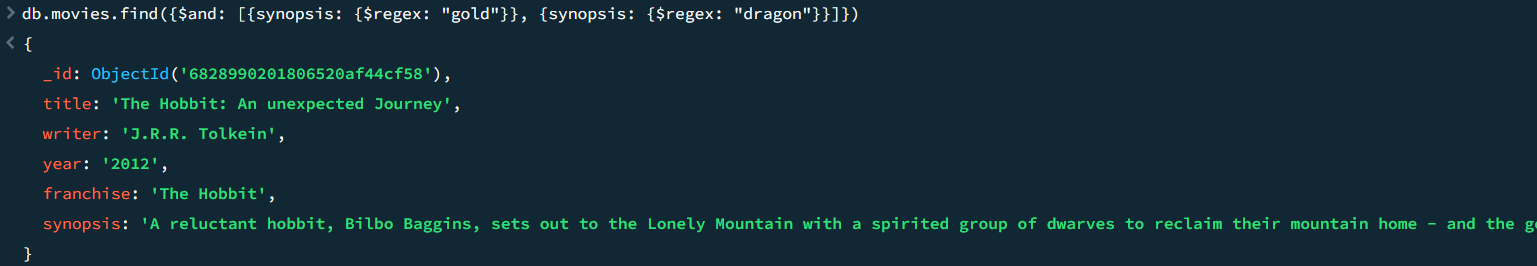 db.movies.find({$and: [{synopsis: {$regex: "gold"}}, {synopsis: {$regex: "dragon"}}]})
{
_id: ObjectId('6828990201806520af44cf58'),
title: 'The Hobbit: An unexpected Journey',
writer: 'J.R.R. Tolkein',
year: '2012',
franchise: 'The Hobbit',
synopsis: 'A reluctant hobbit, Bilbo Baggins, sets out to the Lonely Mountain with a spirited group of dwarves to reclaim their mountain home - and the
}